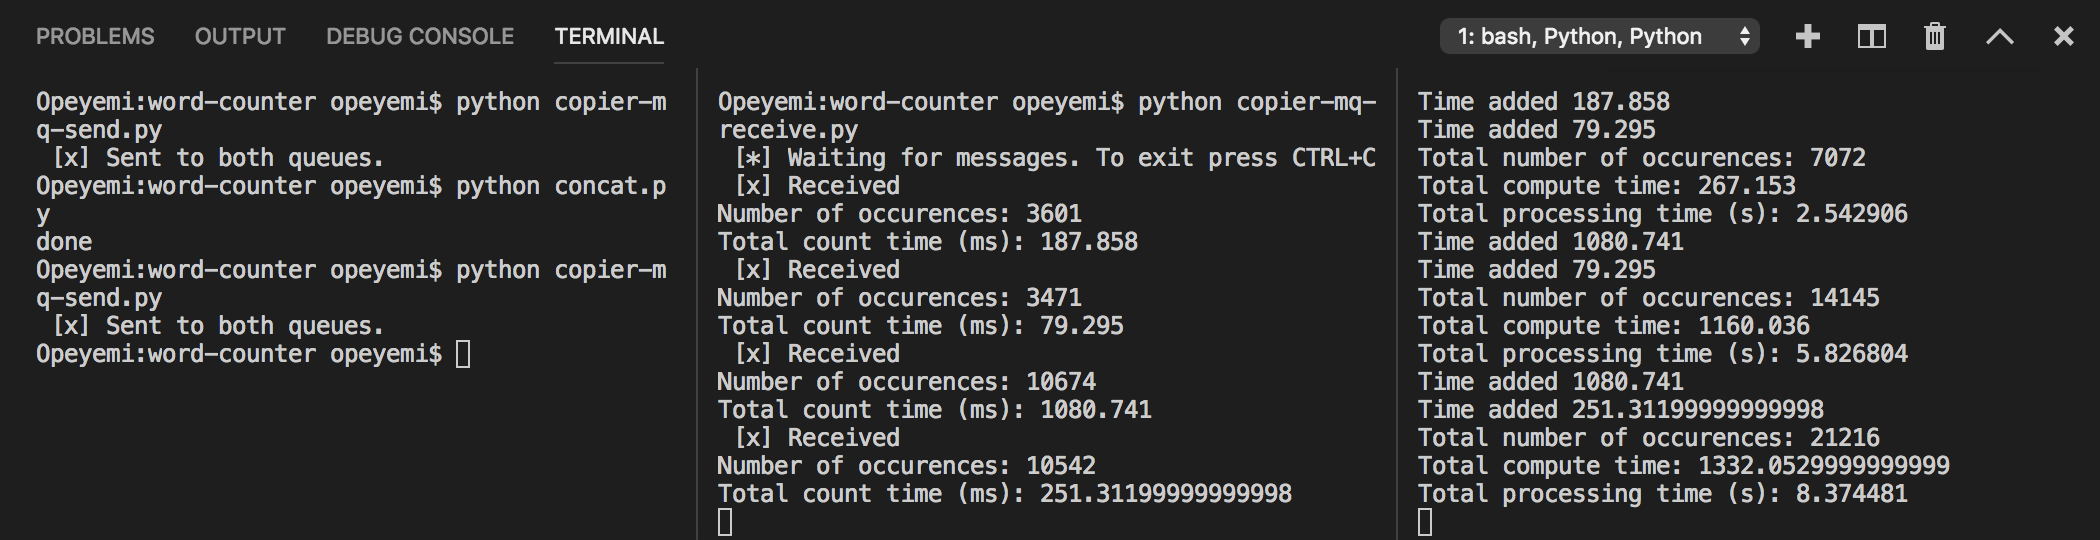 PROBLEMS OUTPUT DEBUG CONSOLE TERMINAL 1: bash, Python, Python
Opeyemi:word-counter opeyemi$ python copier-m
q-send.py
[x] Sent to both queues.
Opeyemi:word-counter opeyemi$ python concat.p
y
done
Opeyemi:word-counter opeyemi$ python copier-m
q-send.py
[x] Sent to both queues.
Opeyemi:word-counter opeyemi$
Opeyemi:word-counter opeyemi$ python copier-mq-
receive.py
[*] Waiting for messages. To exit press CTRL+C
[x] Received
Number of occurences: 3601
Total count time (ms): 187.858
[x] Received
Number of occurences: 3471
Total count time (ms): 79.295
[x] Received
Number of occurences: 10674
Total count time (ms): 1080.741
[x] Received
Number of occurences: 10542
Total count time (ms): 251.31199999999998
Time added 187.858
Time added 79.295
Total number of occurences: 7072
Total compute time: 267.153
Total processing time (s): 2.542906
Time added 1080.741
Time added 79.295
Total number of occurences: 14145
Total compute time: 1160.036
Total processing time (s): 5.826804
Time added 1080.741
Time added 251.31199999999998
Total number of occurences: 21216
Total compute time: 1332.0529999999999
Total processing time (s): 8.374481